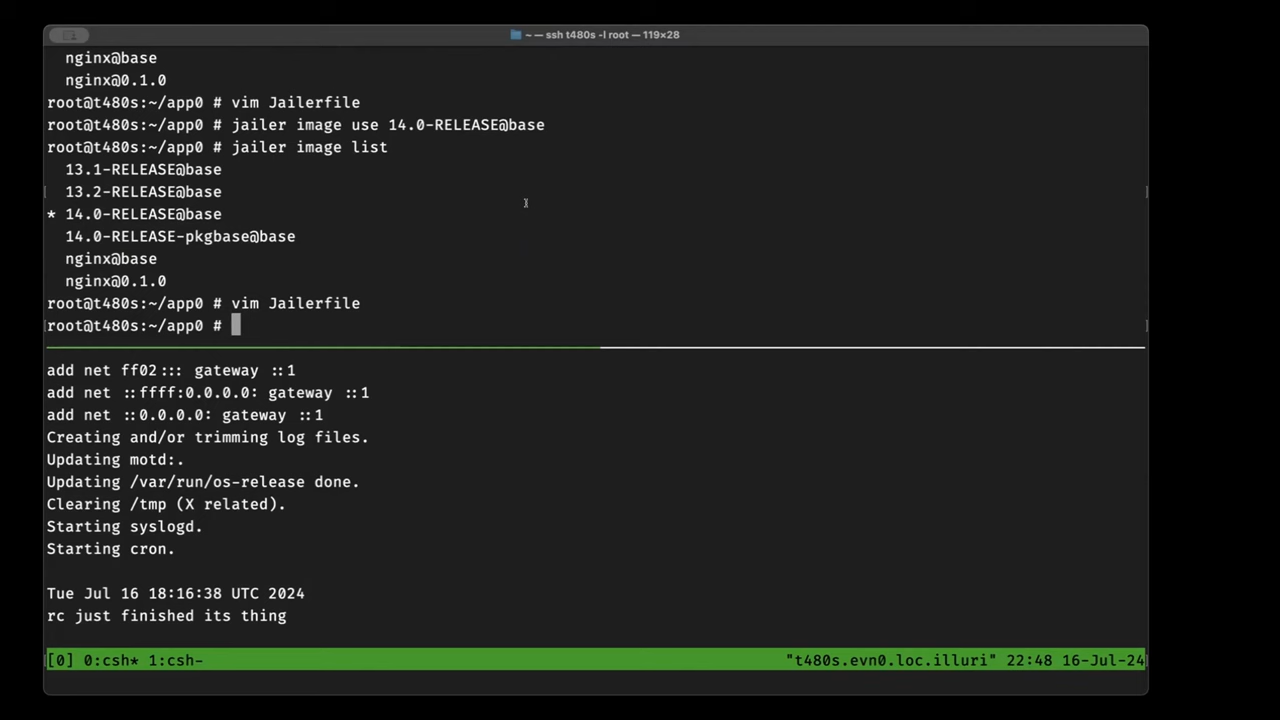 ~ — ssh t480s -l root — 119×28
  nginx@base
  nginx@0.1.0
root@t480s:~/app0 # vim Jailerfile
root@t480s:~/app0 # jailer image use 14.0-RELEASE@base
root@t480s:~/app0 # jailer image list
  13.1-RELEASE@base
  13.2-RELEASE@base
* 14.0-RELEASE@base
  14.0-RELEASE-pkgbase@base
  nginx@base
  nginx@0.1.0
root@t480s:~/app0 # vim Jailerfile
root@t480s:~/app0 #
add net ff02::: gateway ::1
add net ::ffff:0.0.0.0: gateway ::1
add net ::0.0.0.0: gateway ::1
Creating and/or trimming log files.
Updating motd:.
Updating /var/run/os-release done.
Clearing /tmp (X related).
Starting syslogd.
Starting cron.
Tue Jul 16 18:16:38 UTC 2024
rc just finished its thing
[0] 0:csh* 1:csh- "t480s.evn0.loc.illuri" 22:48 16-Jul-24